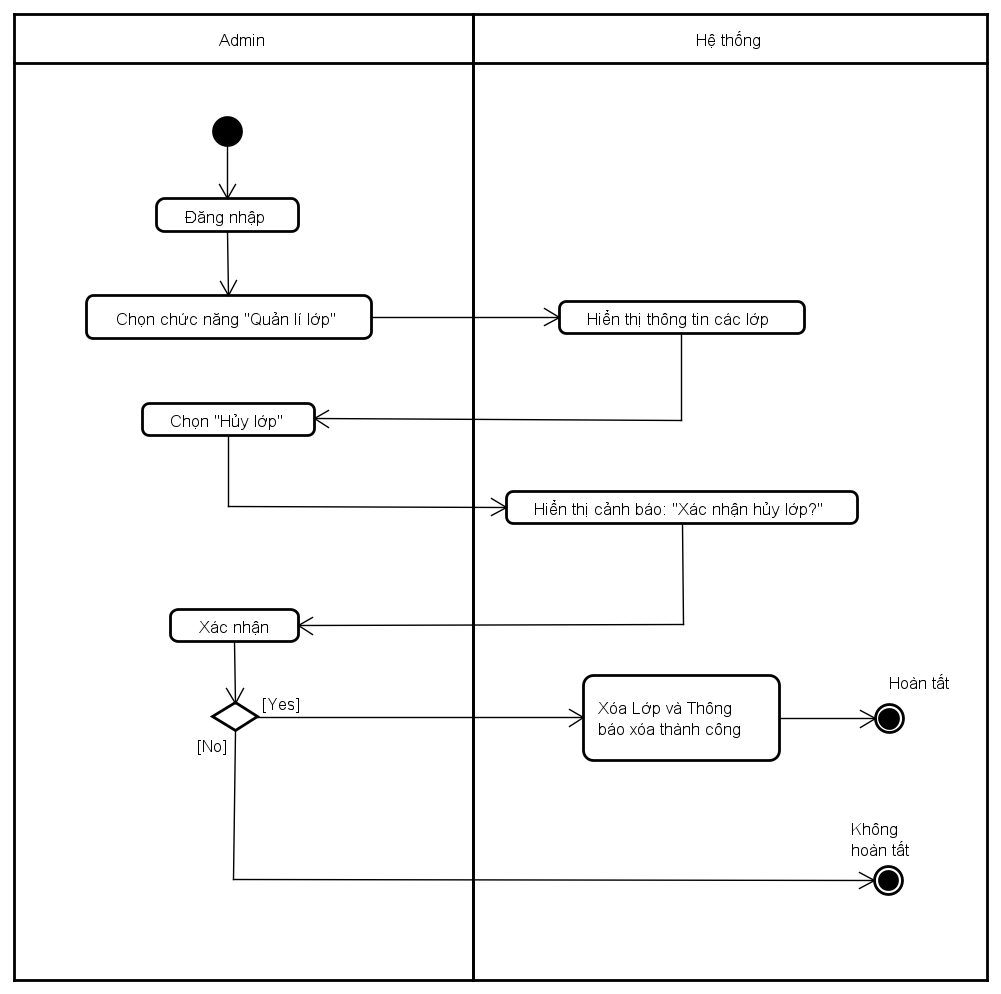 Admin
Hệ thống
Đăng nhập
Chọn chức năng "Quản lí lớp"
Hiển thị thông tin các lớp
Chọn "Hủy lớp"
Hiển thị cảnh báo: "Xác nhận hủy lớp?"
Xác nhận
[Yes]
[No]
Xóa Lớp và Thông
báo xóa thành công
Hoàn tất
Không
hoàn tất